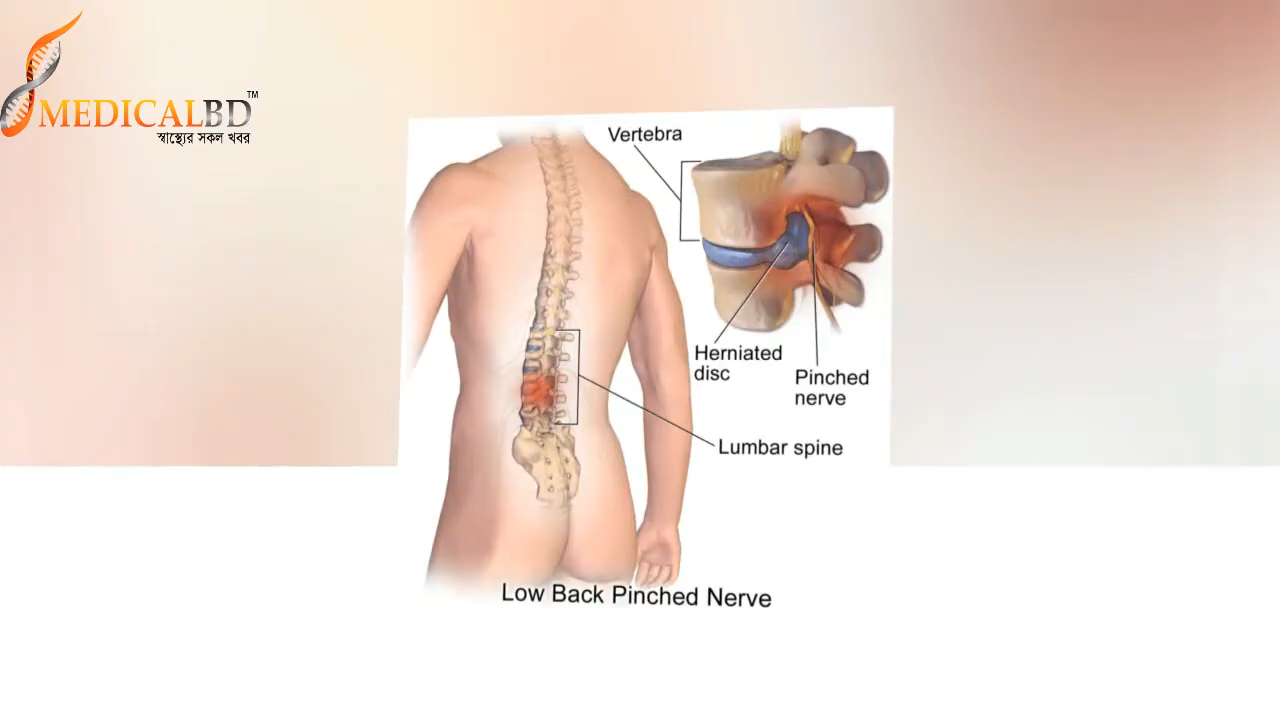 MEDICALBD™
স্বাস্থ্যের সকল খবর
Vertebra
Herniated
disc
Pinched
nerve
Lumbar spine
Low Back Pinched Nerve